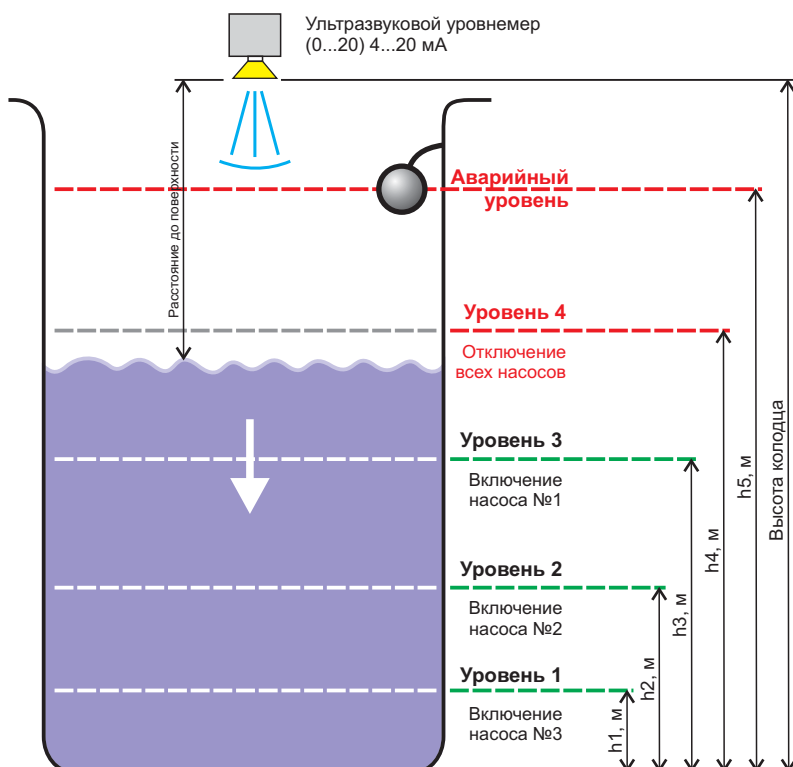 Ультразвуковой уровнемер
(0...20) 4...20 мА
Расстояние до поверхности
Аварийный
уровень
Уровень 4
Отключение
всех насосов
Уровень 3
Включение
насоса №1
Уровень 2
Включение
насоса №2
Уровень 1
Включение
насоса №3
h1, м
h2, м
h3, м
h4, м
h5, м
Высота колодца